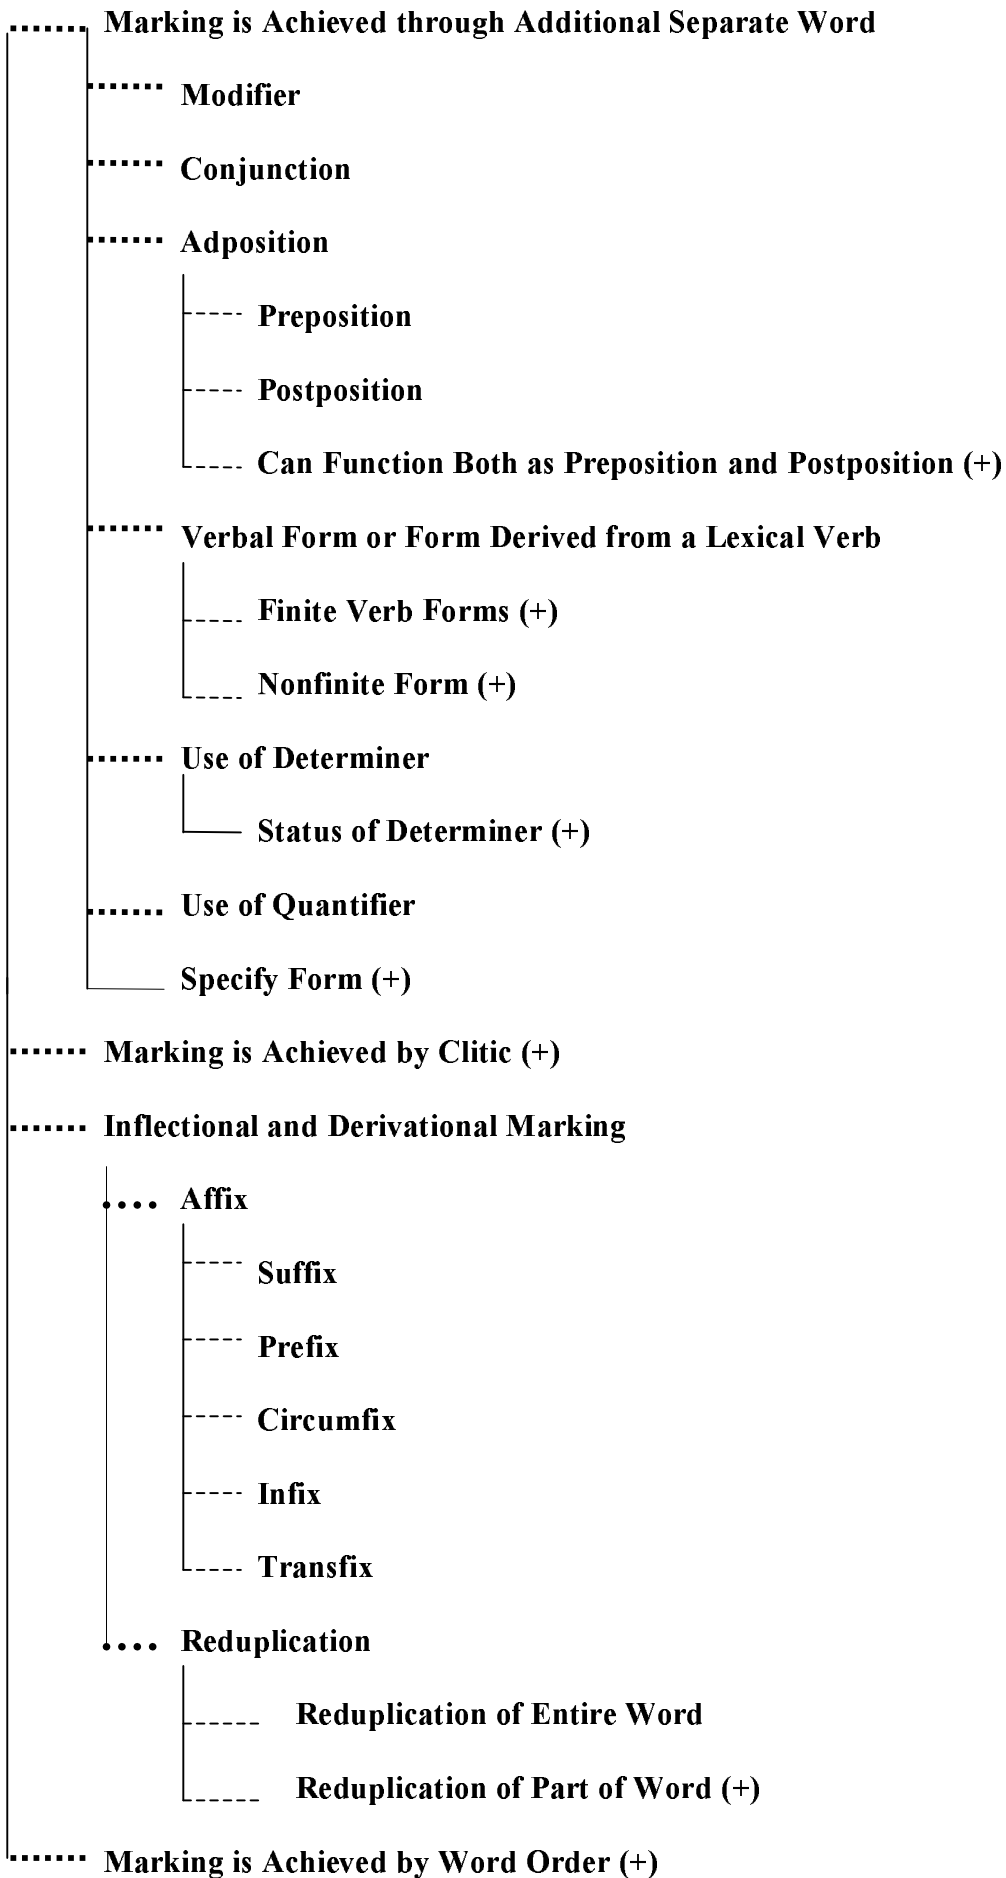 Marking is Achieved through Additional Separate Word
Modifier
Conjunction
Adposition
Preposition
Postposition
Can Function Both as Preposition and Postposition (+)
Verbal Form or Form Derived from a Lexical Verb
Finite Verb Forms (+)
Nonfinite Form (+)
Use of Determiner
Status of Determiner (+)
Use of Quantifier
Specify Form (+)
Marking is Achieved by Clitic (+)
Inflectional and Derivational Marking
Affix
Suffix
Prefix
Circumfix
Infix
Transfix
Reduplication
Reduplication of Entire Word
Reduplication of Part of Word (+)
Marking is Achieved by Word Order (+)